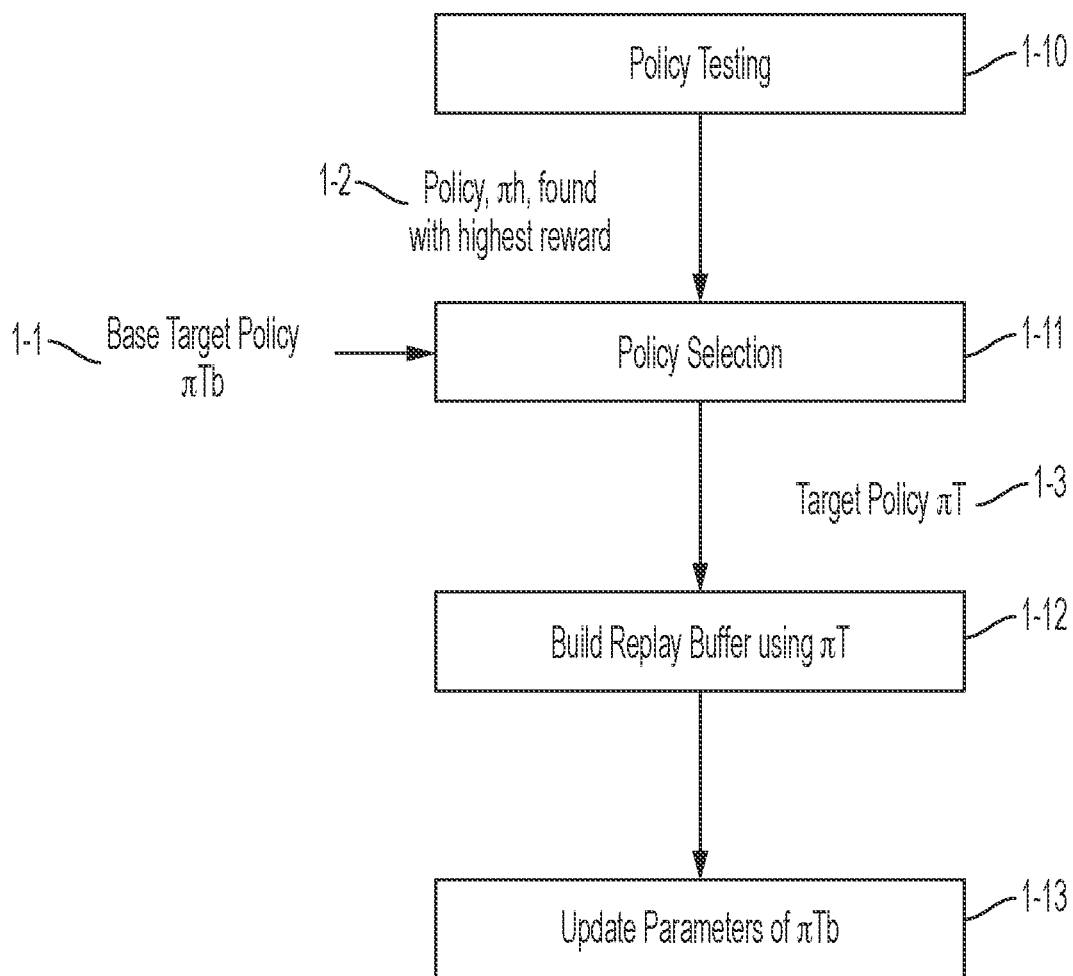 Policy Testing
1-10
1-2
Policy, πh, found
with highest reward
1-1
Base Target Policy
πTb
Policy Selection
1-11
Target Policy πT
1-3
Build Replay Buffer using πT
1-12
Update Parameters of πTb
1-13